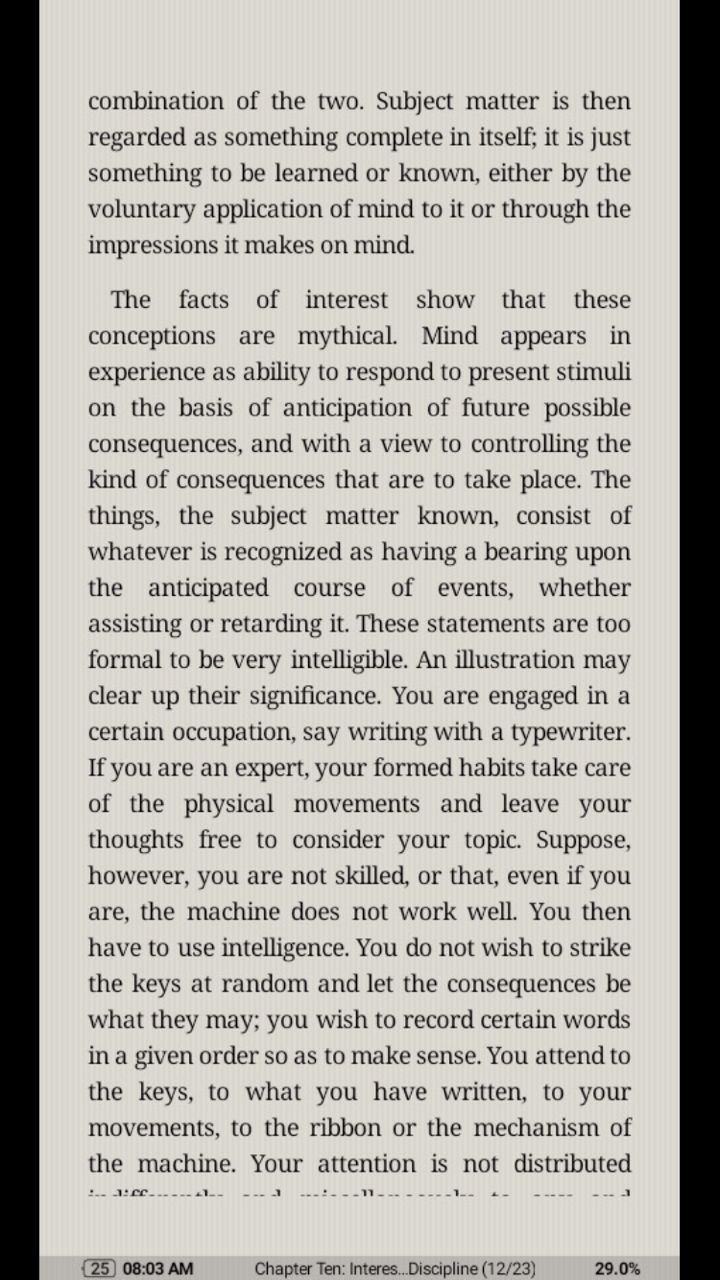 combination of the two. Subject matter is then
regarded as something complete in itself; it is just
something to be learned or known, either by the
voluntary application of mind to it or through the
impressions it makes on mind.
The facts of interest show that these
conceptions are mythical. Mind appears in
experience as ability to respond to present stimuli
on the basis of anticipation of future possible
consequences, and with a view to controlling the
kind of consequences that are to take place. The
things, the subject matter known, consist of
whatever is recognized as having a bearing upon
the anticipated course of events, whether
assisting or retarding it. These statements are too
formal to be very intelligible. An illustration may
clear up their significance. You are engaged in a
certain occupation, say writing with a typewriter.
If you are an expert, your formed habits take care
of the physical movements and leave your
thoughts free to consider your topic. Suppose,
however, you are not skilled, or that, even if you
are, the machine does not work well. You then
have to use intelligence. You do not wish to strike
the keys at random and let the consequences be
what they may; you wish to record certain words
in a given order so as to make sense. You attend to
the keys, to what you have written, to your
movements, to the ribbon or the mechanism of
the machine. Your attention is not distributed
25 08:03 AM Chapter Ten: Interes...Discipline (12/23) 29.0%